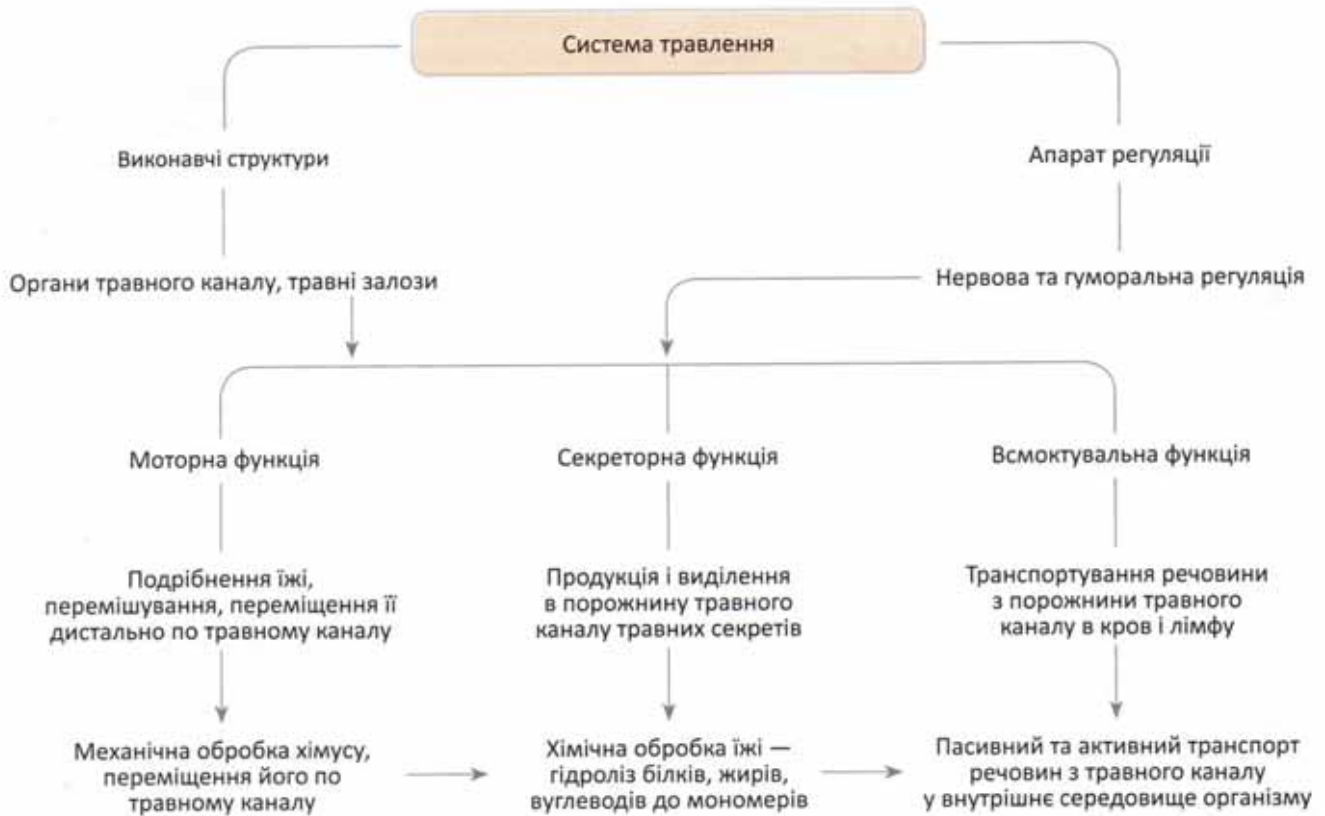 Система травлення
Виконавчі структури
Апарат регуляції
Органи травного каналу, травні залози
Нервова та гуморальна регуляція
Моторна функція
Секреторна функція
Всмоктувальна функція
Подрібнення їжі,
перемішування, переміщення її
дистально по травному каналу
Продукція і виділення
в порожнину травного
каналу травних секретів
Транспортування речовини
з порожнини травного
каналу в кров і лімфу
Механічна обробка хімусу,
переміщення його по
травному каналу
Хімічна обробка їжі —
гідроліз білків, жирів,
вуглеводів до мономерів
Пасивний та активний транспорт
речовин з травного каналу
у внутрішнє середовище організму